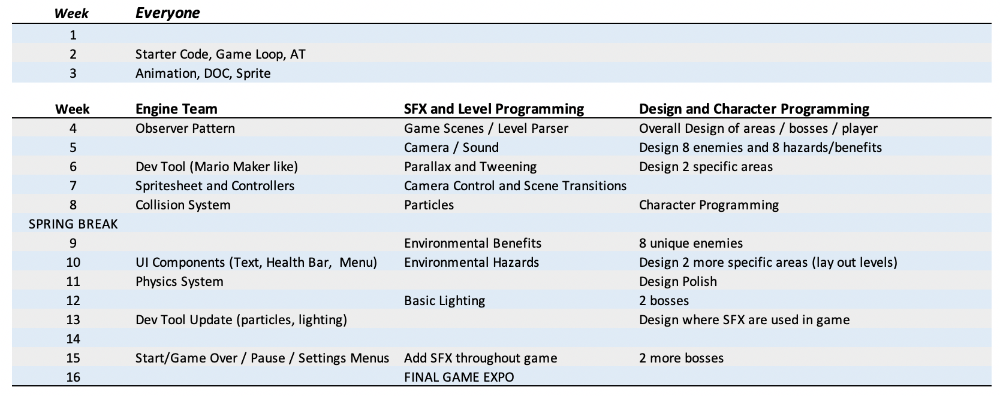 Week Everyone
1
2 Starter Code, Game Loop, AT
3 Animation, DOC, Sprite
Week Engine Team SFX and Level Programming Design and Character Programming
4 Observer Pattern Game Scenes / Level Parser Overall Design of areas / bosses / player
5 Camera / Sound Design 8 enemies and 8 hazards/benefits
6 Dev Tool (Mario Maker like) Parallax and Tweening Design 2 specific areas
7 Spritesheet and Controllers Camera Control and Scene Transitions
8 Collision System Particles Character Programming
SPRING BREAK
9 Environmental Benefits 8 unique enemies
10 UI Components (Text, Health Bar,  Menu) Environmental Hazards Design 2 more specific areas (lay out levels)
11 Physics System Design Polish
12 Basic Lighting 2 bosses
13 Dev Tool Update (particles, lighting) Design where SFX are used in game
14
15 Start/Game Over / Pause / Settings Menus Add SFX throughout game 2 more bosses
16 FINAL GAME EXPO